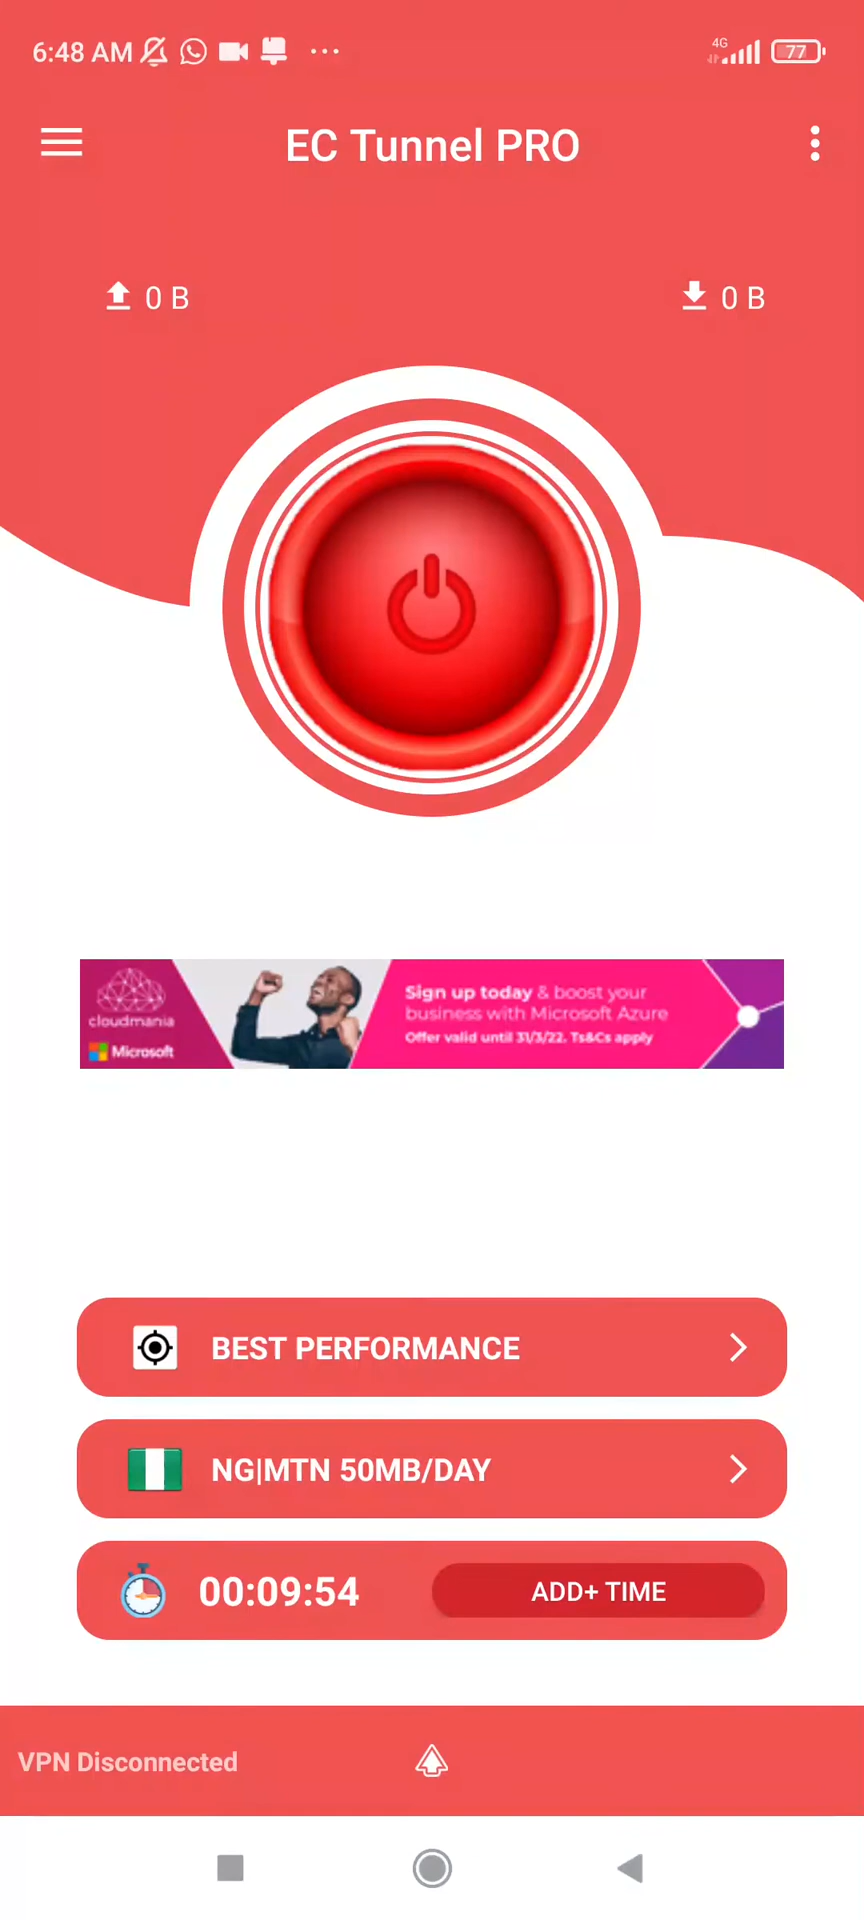 6:48 AM
4G
77
EC Tunnel PRO
0 B
0 B
cloudmania
Microsoft
Sign up today & boost your
business with Microsoft Azure
Offer valid until 31/3/22. Ts&Cs apply
BEST PERFORMANCE
NG|MTN 50MB/DAY
00:09:54
ADD+ TIME
VPN Disconnected